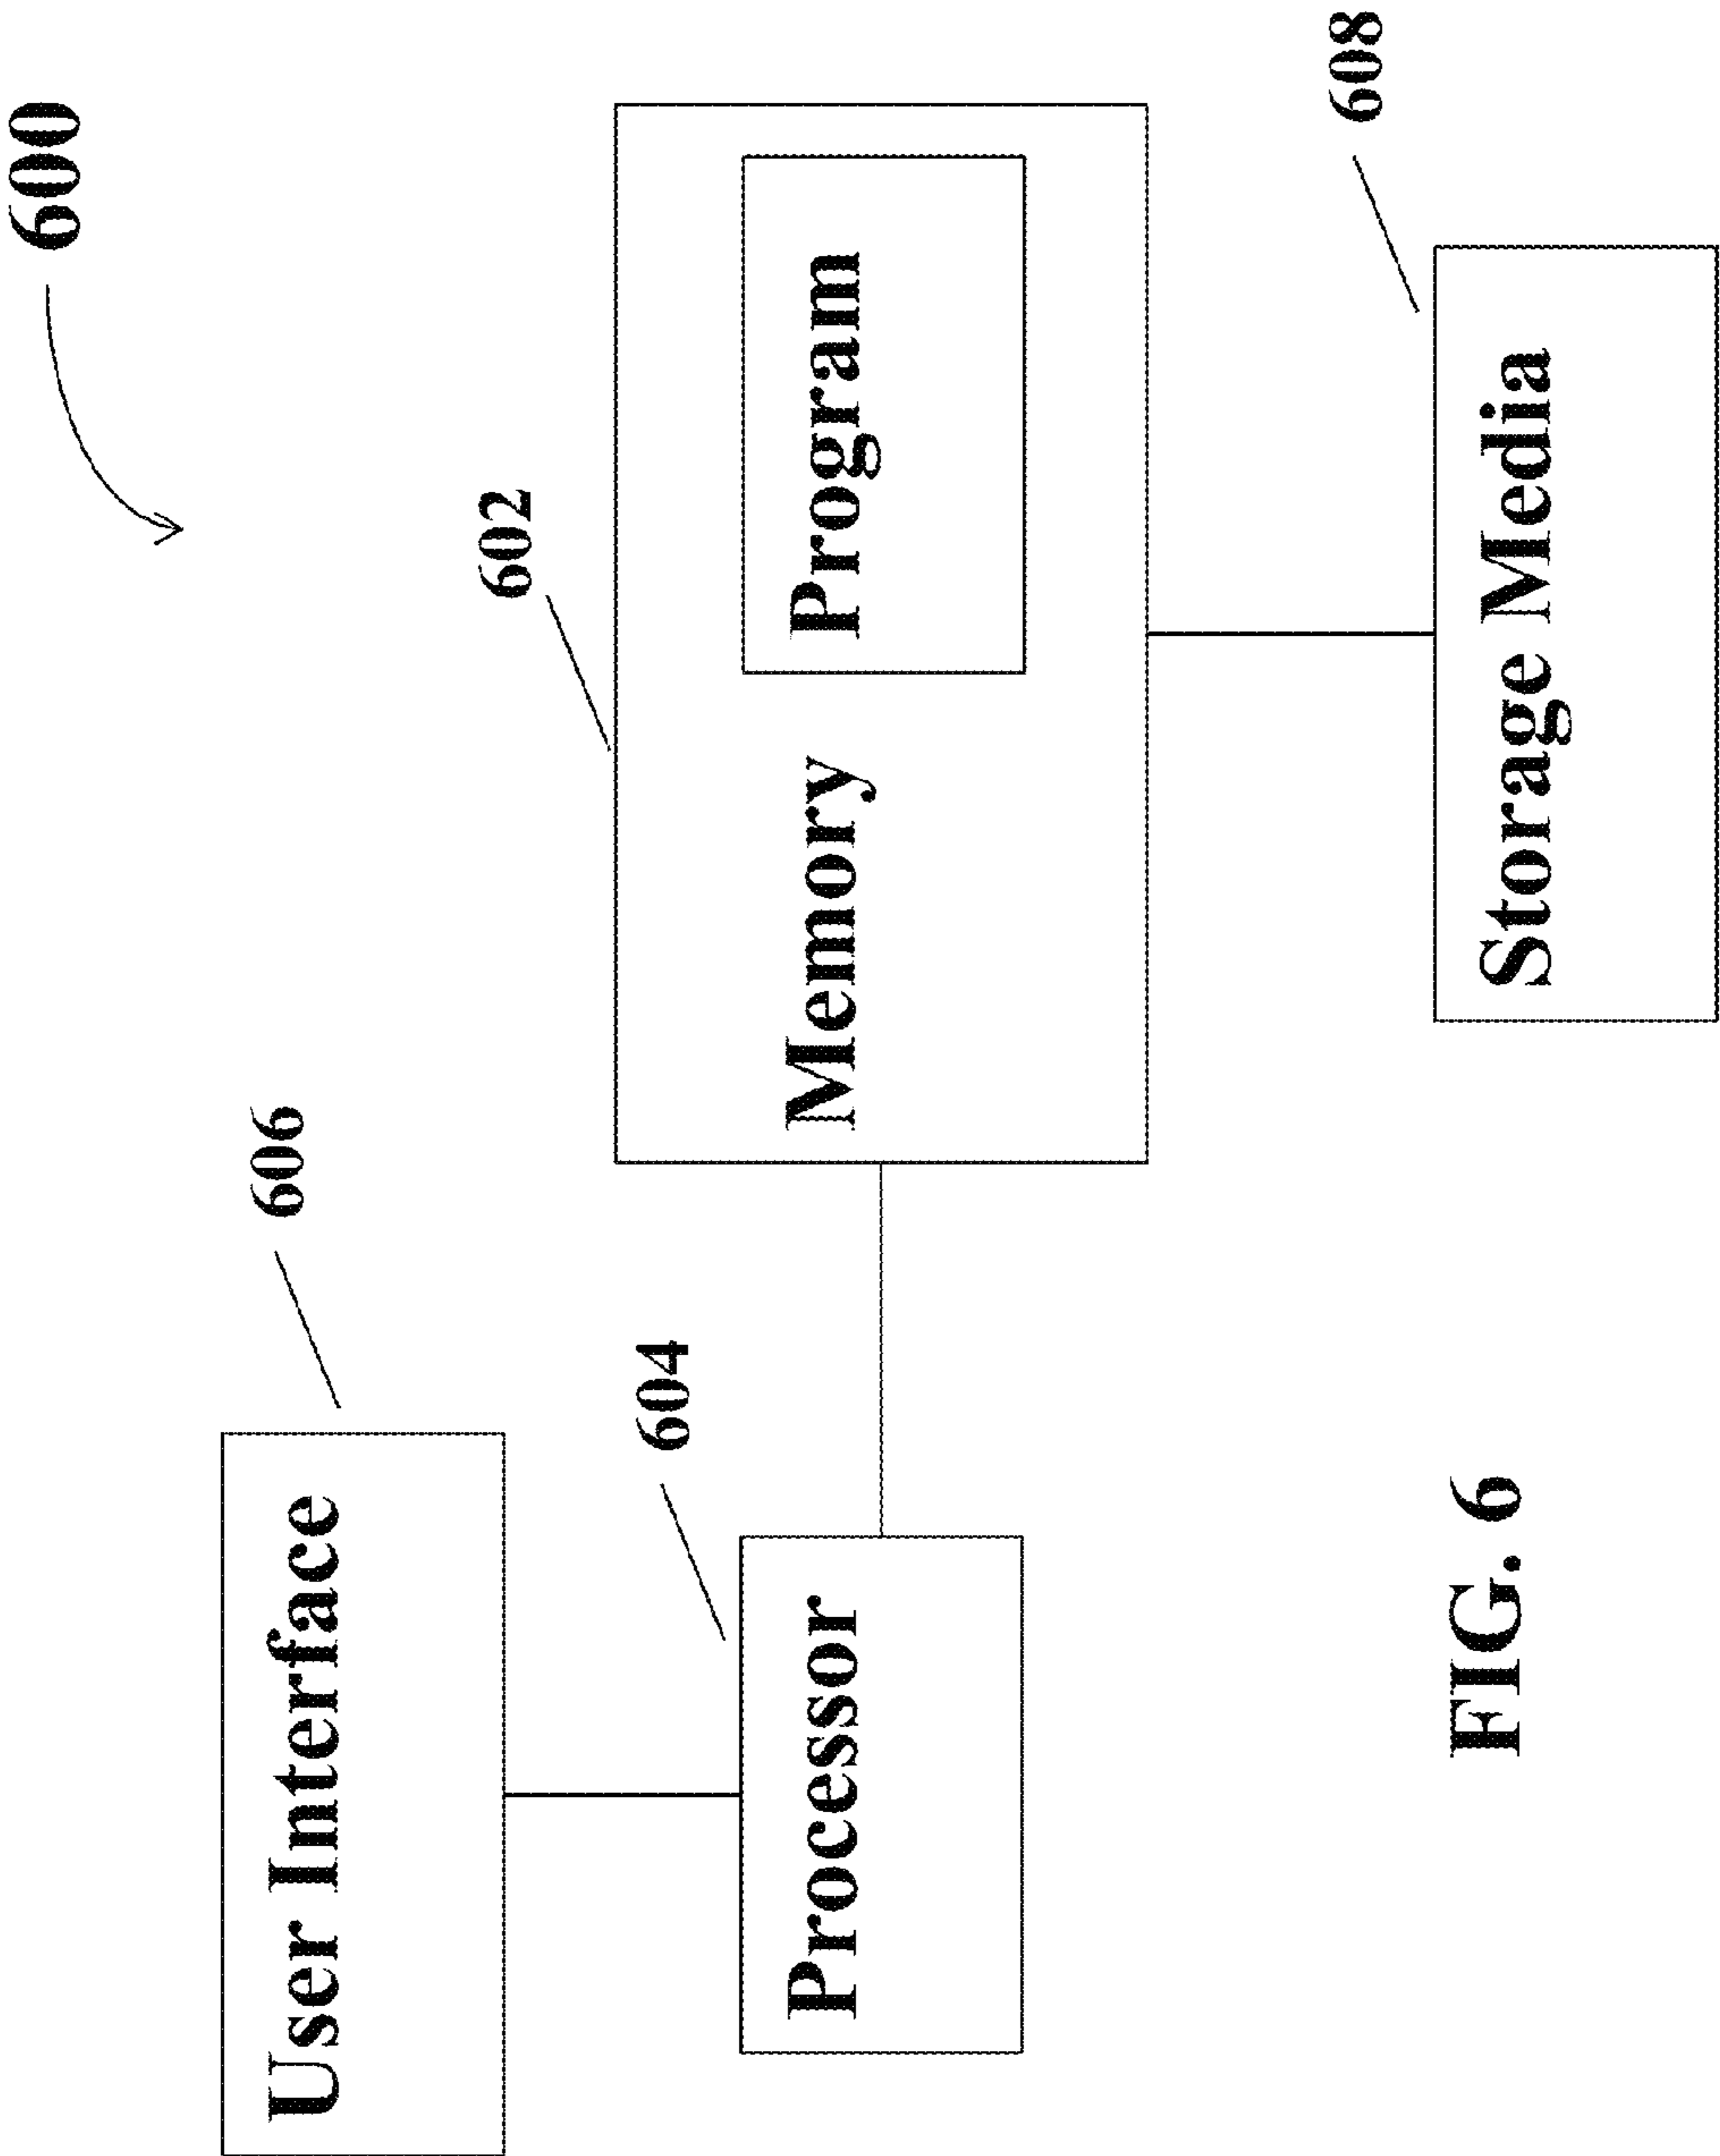 600
606
User Interface
602
604
Processor
Memory
Program
608
Storage Media
FIG. 6